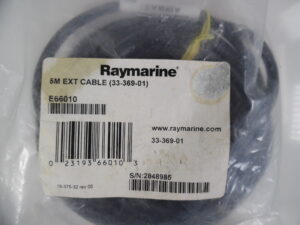 Raymarine®
5M EXT CABLE (33-369-01)
E66010
www.raymarine.com
33-369-01
0 23193 66010 3
S/N:2848985